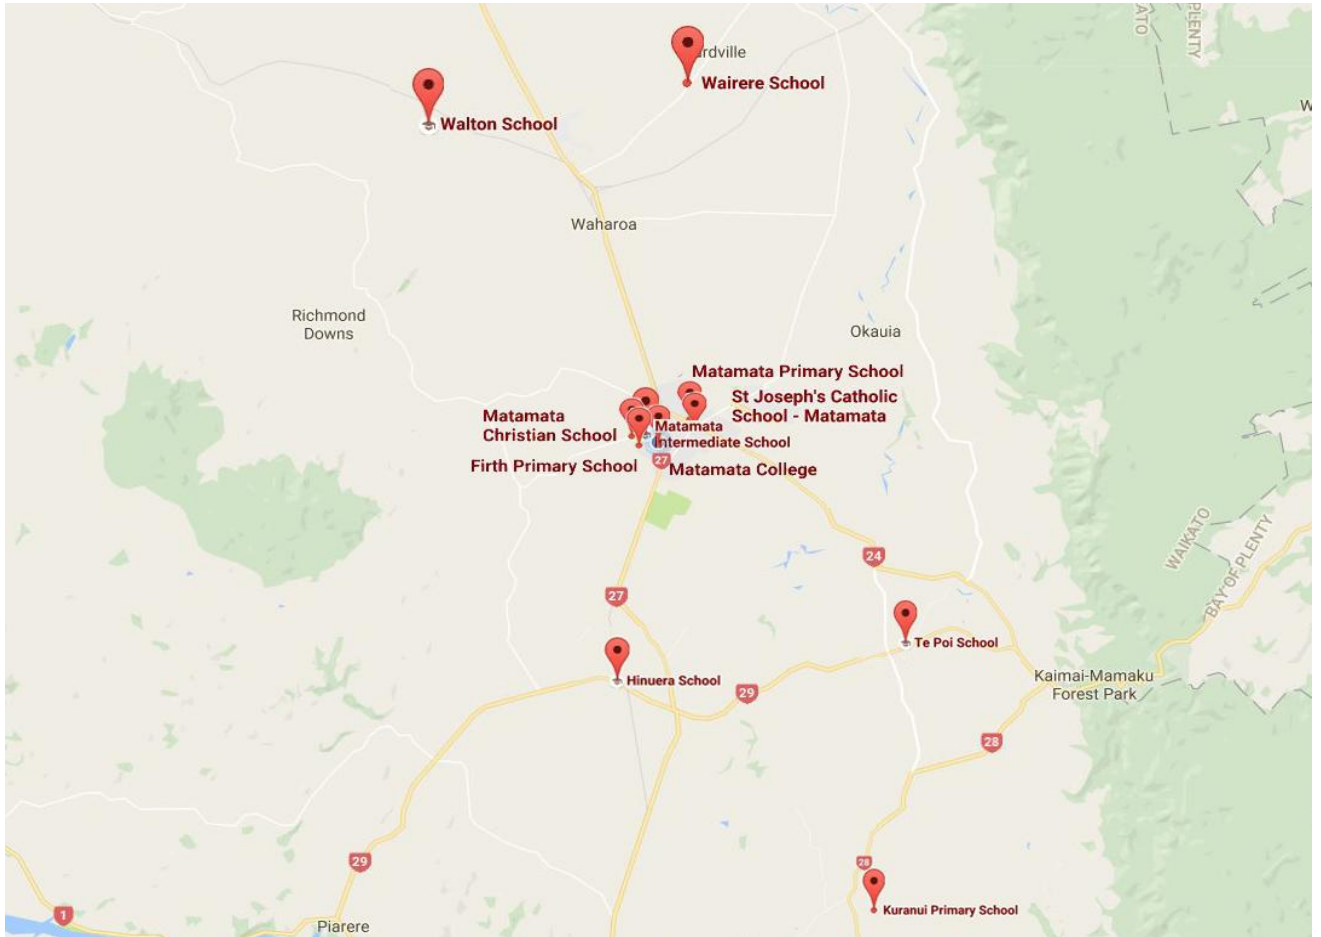 ATO
PLENTY
rdville
Wairere School
W
Walton School
Waharoa
Richmond
Downs
Okauia
Matamata Primary School
St Joseph's Catholic
School - Matamata
Matamata
Christian School
Matamata
Intermediate School
Firth Primary School
27
Matamata College
WAIKATO
BAY OF PLENTY
24
27
Te Poi School
Hinuera School
Kaimai-Mamaku
Forest Park
29
28
29
28
Kuranui Primary School
1
Piarere